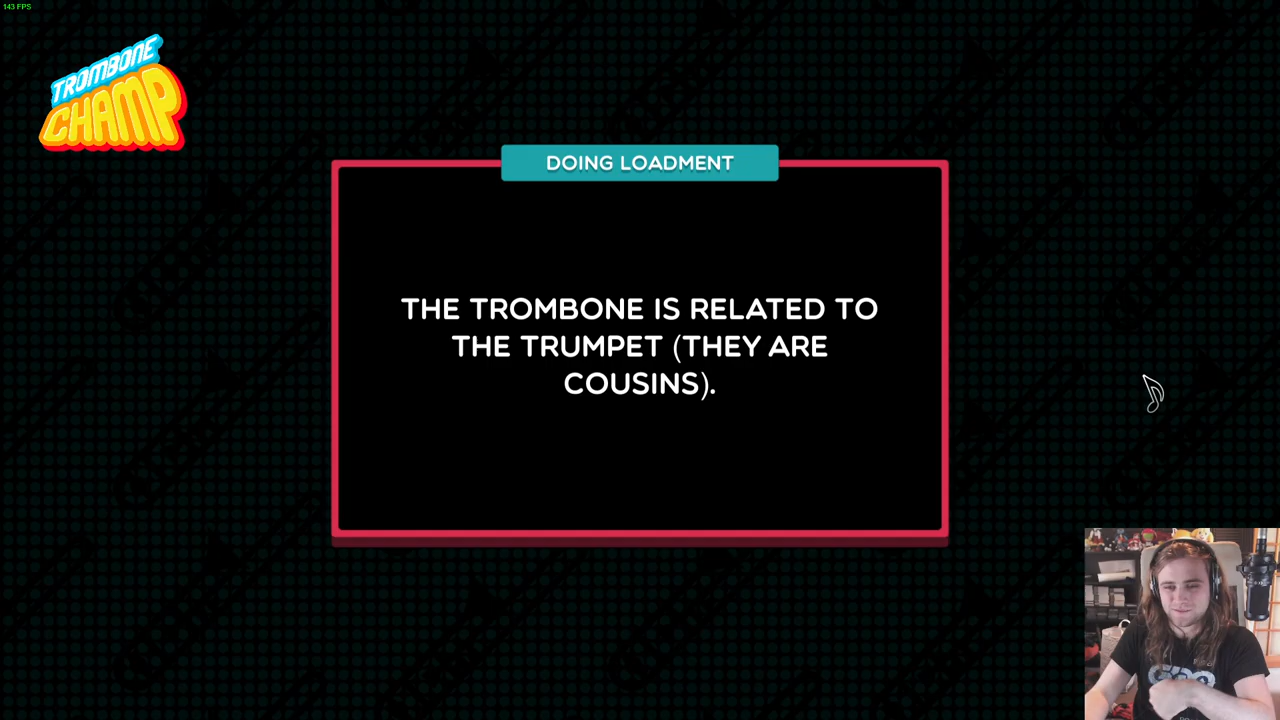 143 FPS
TROMBONE
CHAMP
DOING LOADMENT
THE TROMBONE IS RELATED TO
THE TRUMPET (THEY ARE
COUSINS).